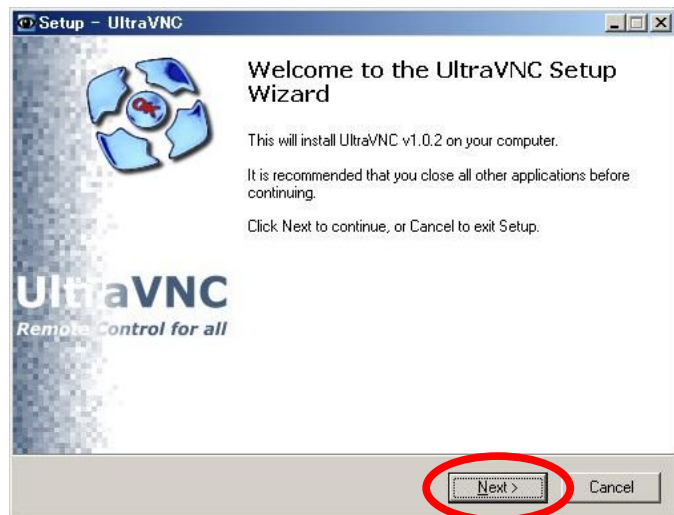 Setup - UltraVNC
Welcome to the UltraVNC Setup
Wizard
This will install UltraVNC v1.0.2 on your computer.
It is recommended that you close all other applications before
continuing.
Click Next to continue, or Cancel to exit Setup.
OK
UltraVNC
Remote Control for all
Next >
Cancel